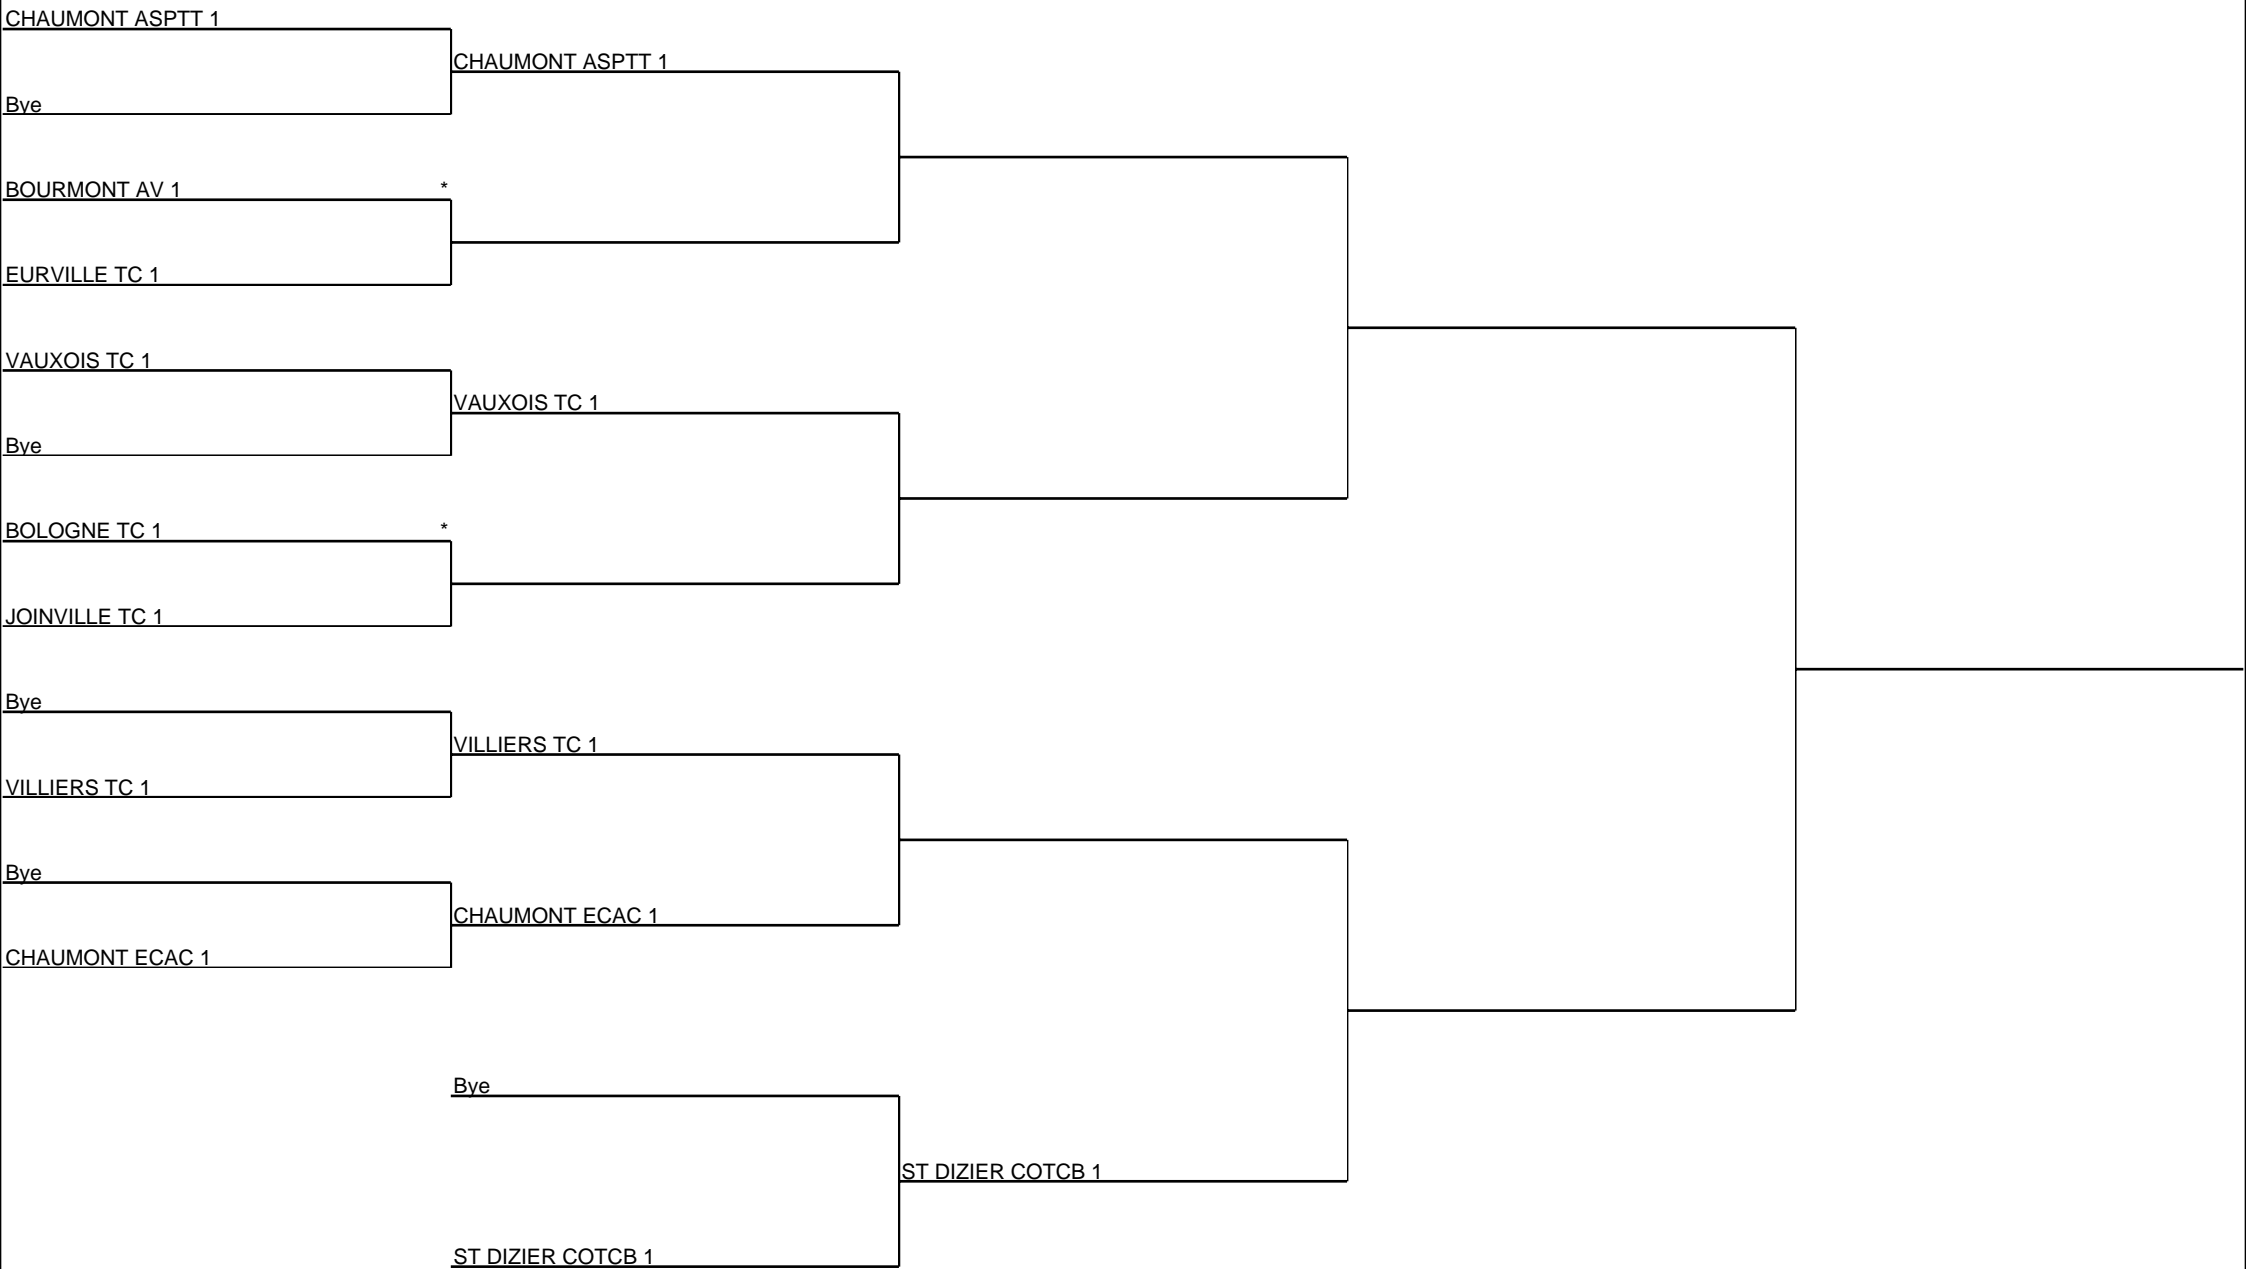 CHAUMONT ASPTT 1
CHAUMONT ASPTT 1
Bye
BOURMONT AV 1 *
EURVILLE TC 1
VAUXOIS TC 1
VAUXOIS TC 1
Bye
BOLOGNE TC 1 *
JOINVILLE TC 1
Bye
VILLIERS TC 1
VILLIERS TC 1
Bye
CHAUMONT ECAC 1
CHAUMONT ECAC 1
Bye
ST DIZIER COTCB 1
ST DIZIER COTCB 1